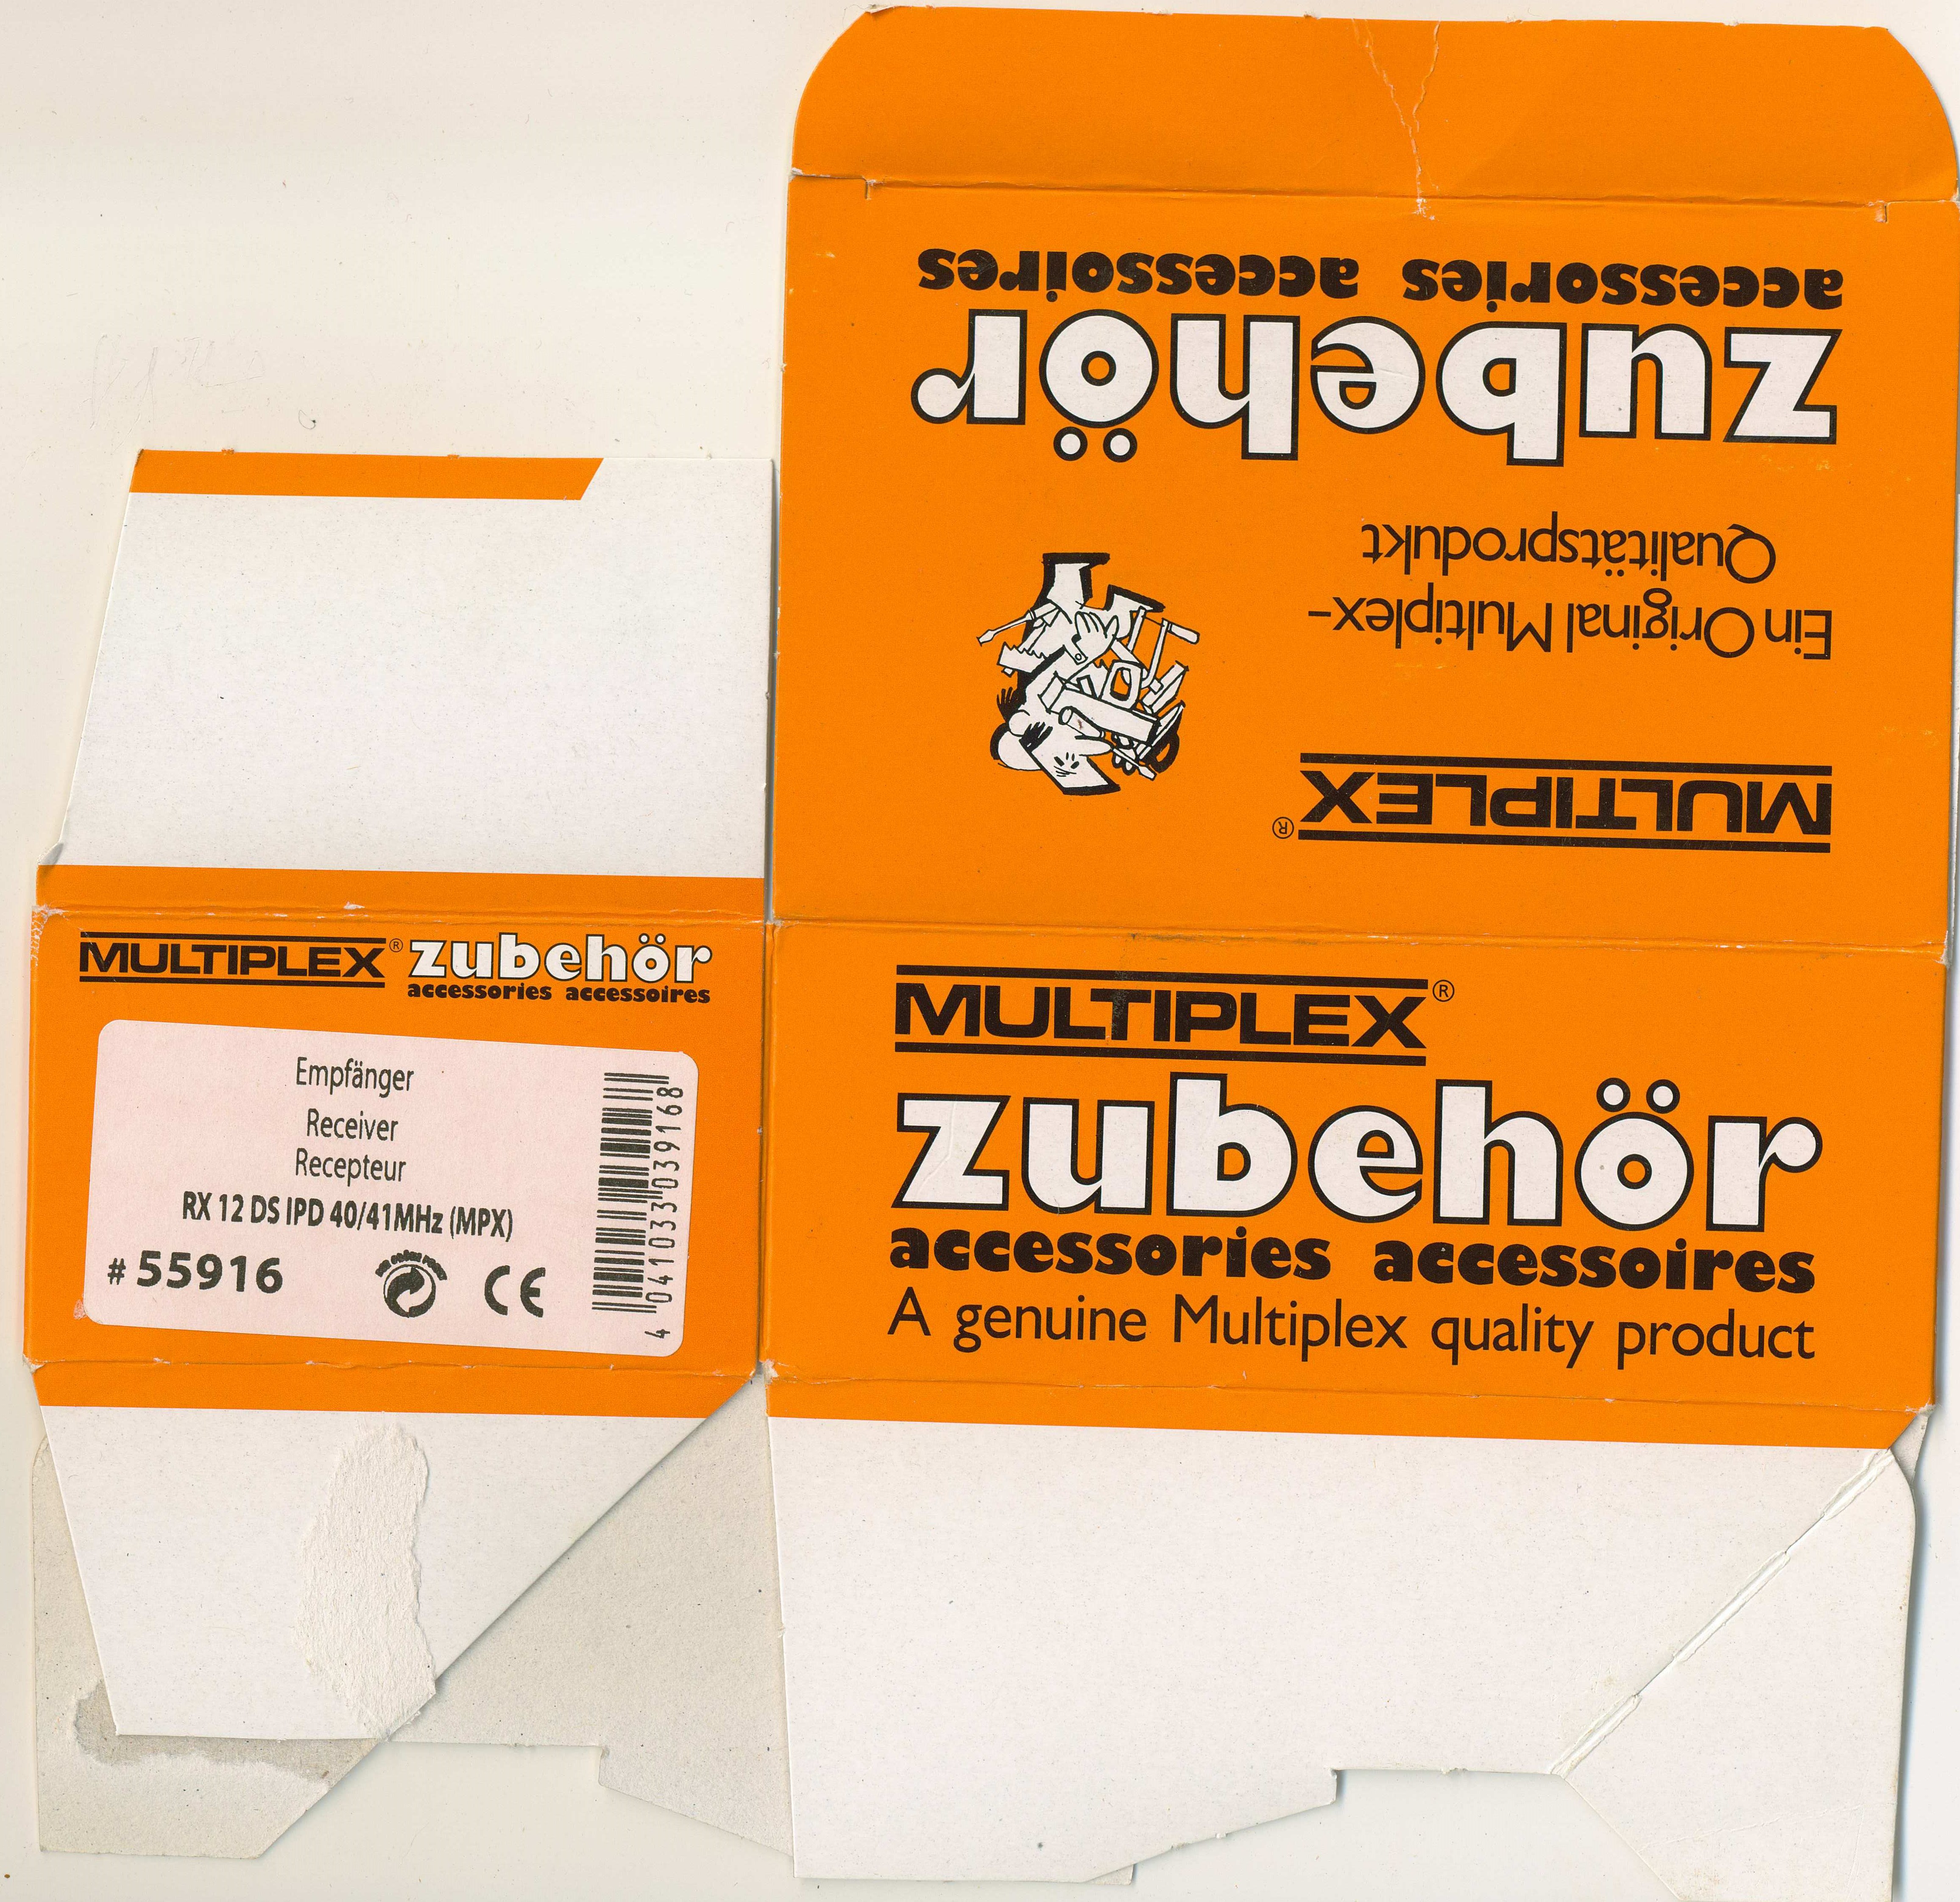 zubehör
accessories accessoires
Ein Original Multiplex-
Qualitätsprodukt
MULTIPLEX®
MULTIPLEX® zubehör
accessories accessoires
Empfänger
Receiver
Recepteur
RX 12 DS IPD 40/41MHz (MPX)
# 55916
CE
4 041033 039168
MULTIPLEX®
zubehör
accessories accessoires
A genuine Multiplex quality product